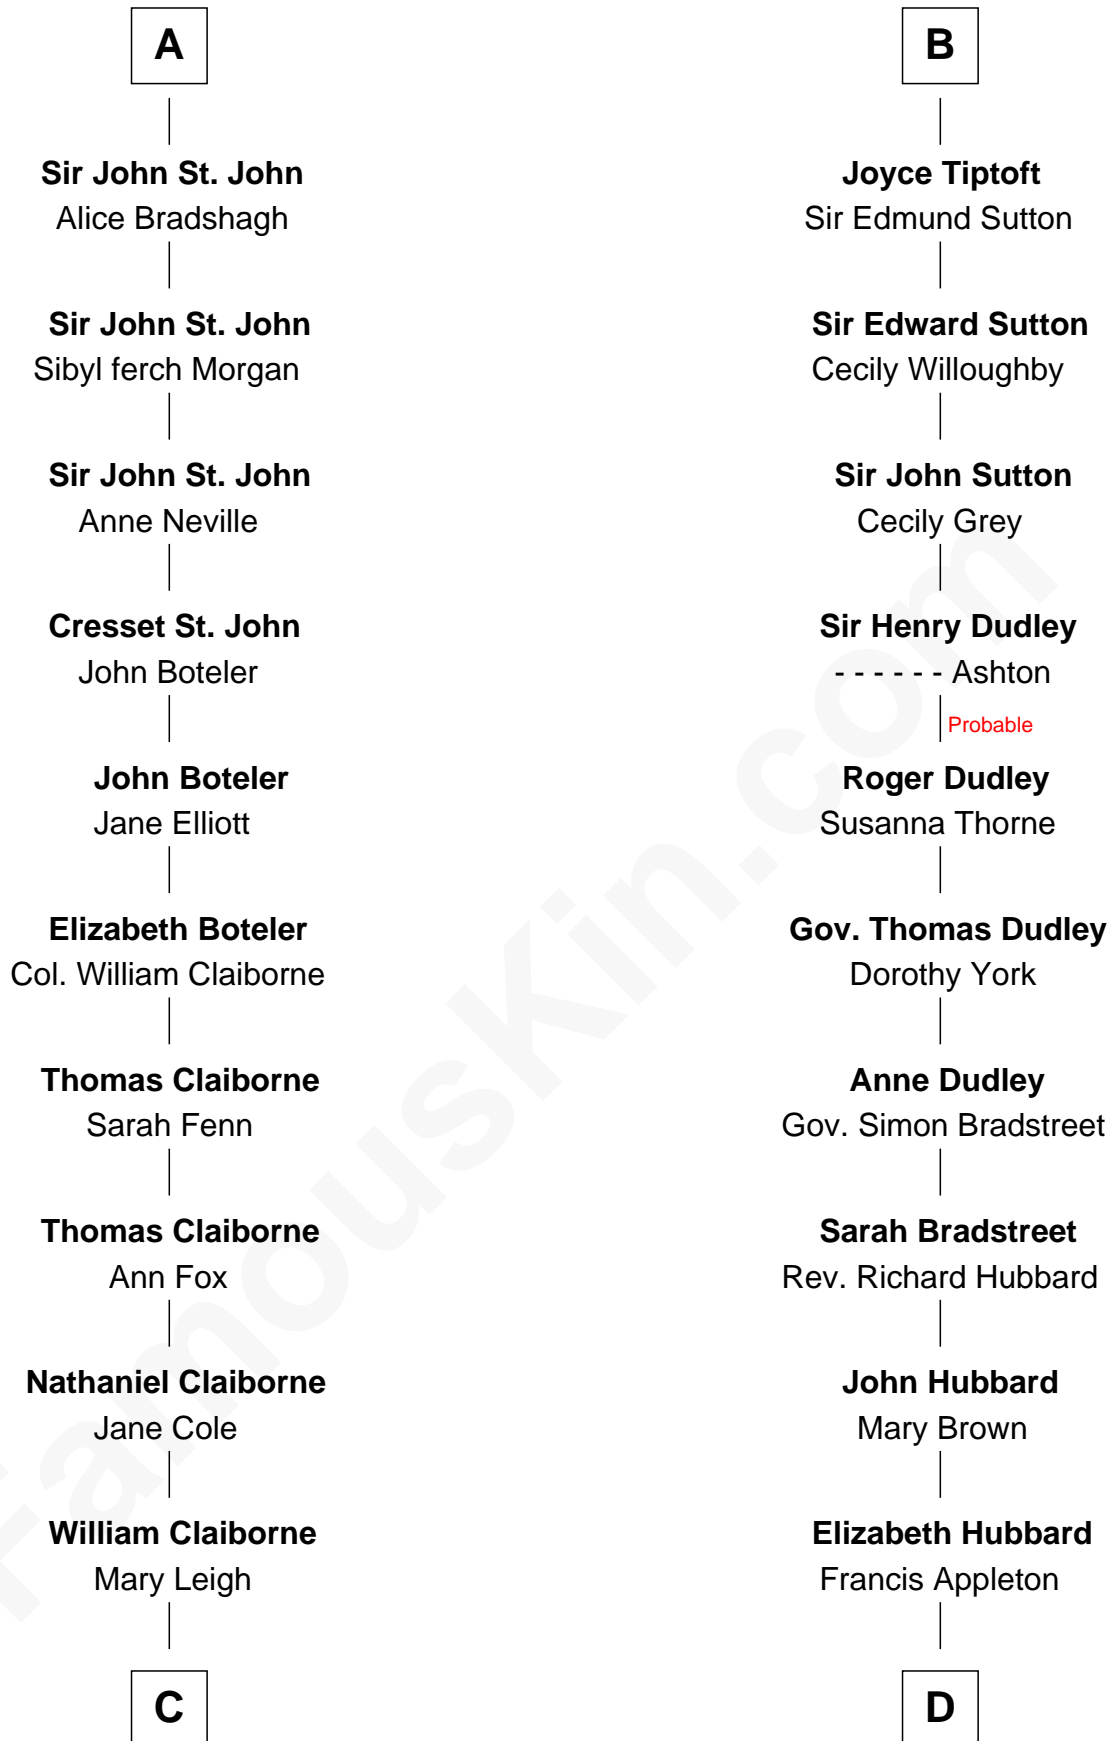 A
Sir John St. John
Alice Bradshagh
Sir John St. John
Sibyl ferch Morgan
Sir John St. John
Anne Neville
Cresset St. John
John Boteler
John Boteler
Jane Elliott
Elizabeth Boteler
Col. William Claiborne
Thomas Claiborne
Sarah Fenn
Thomas Claiborne
Ann Fox
Nathaniel Claiborne
Jane Cole
William Claiborne
Mary Leigh
C
B
Joyce Tiptoft
Sir Edmund Sutton
Sir Edward Sutton
Cecily Willoughby
Sir John Sutton
Cecily Grey
Sir Henry Dudley
- - - - - - Ashton
Probable
Roger Dudley
Susanna Thorne
Gov. Thomas Dudley
Dorothy York
Anne Dudley
Gov. Simon Bradstreet
Sarah Bradstreet
Rev. Richard Hubbard
John Hubbard
Mary Brown
Elizabeth Hubbard
Francis Appleton
D
FamousKin.com